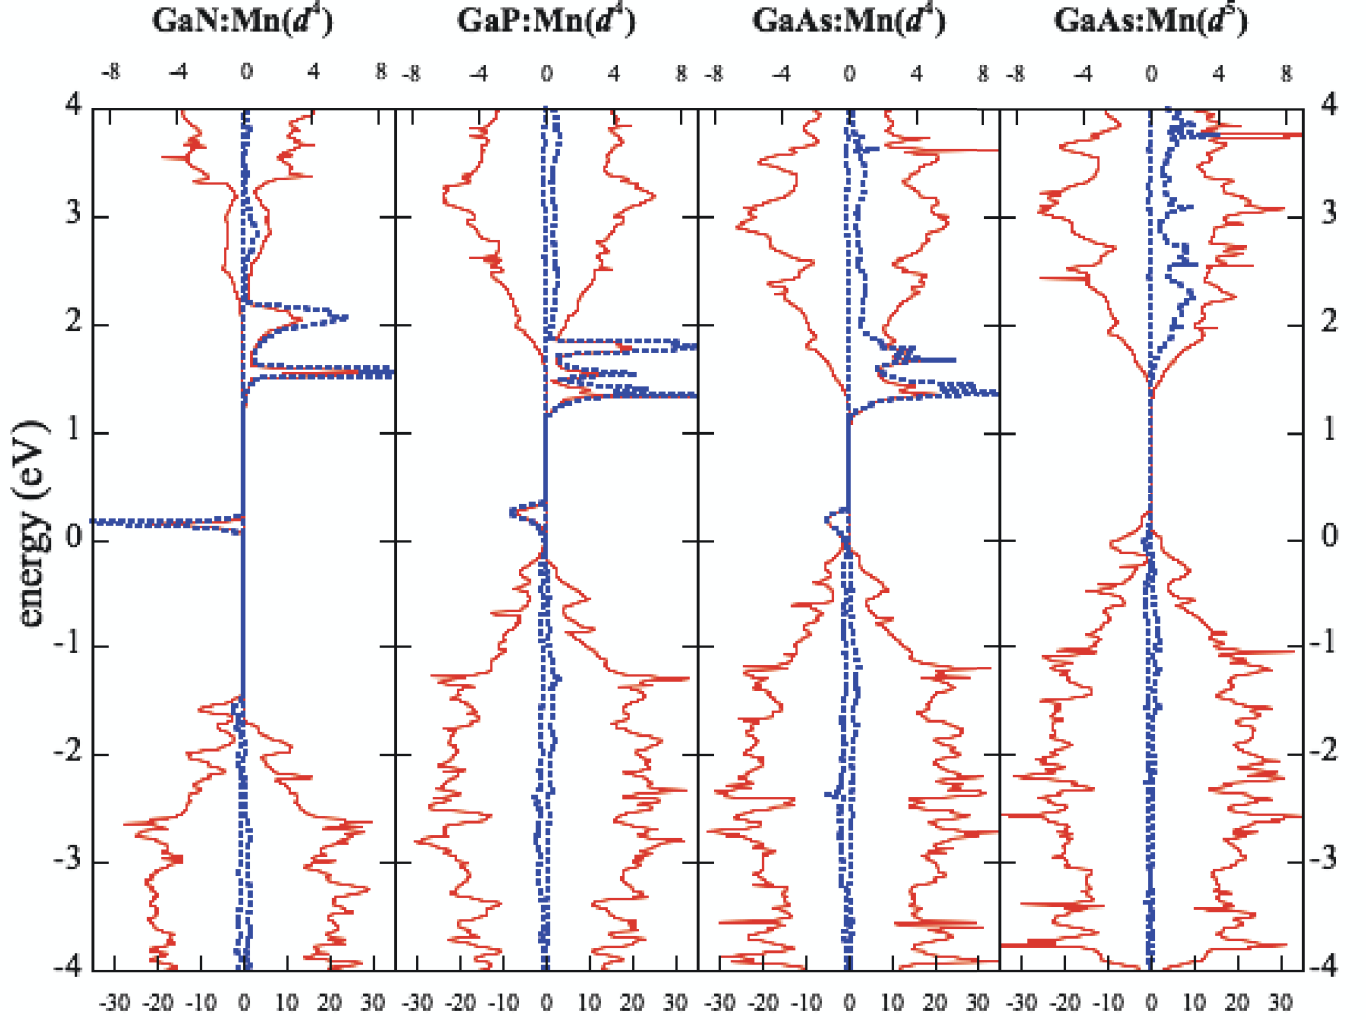 GaN:Mn(d⁴) GaP:Mn(d⁴) GaAs:Mn(d⁴) GaAs:Mn(d⁵)
-8 -4 0 4 8 -8 -4 0 4 8 -8 -4 0 4 8 -8 -4 0 4 8
4 4
3 3
2 2
1 1
0 0
-1 -1
-2 -2
-3 -3
-4 -4
energy (eV)
-30 -20 -10 0 10 20 30 -30 -20 -10 0 10 20 30 -30 -20 -10 0 10 20 30 -30 -20 -10 0 10 20 30